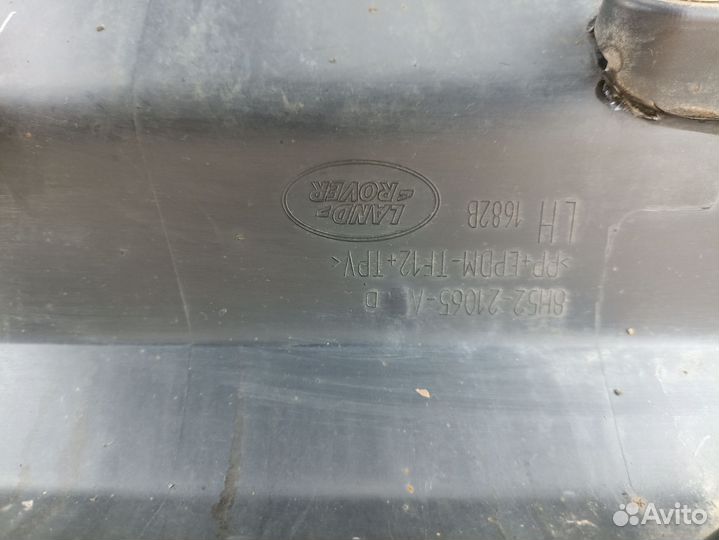 8H52-21065-A D
>PP+EPDM-TF12+TPV<
LH 1682B
LAND-
-ROVER
Avito